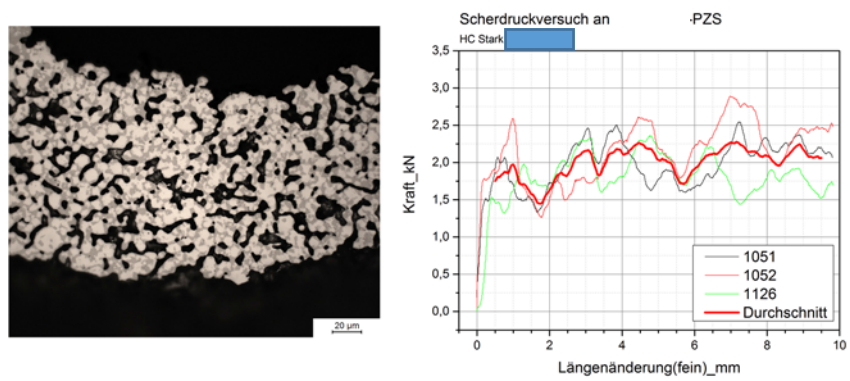 20 µm
Scherdruckversuch an ·PZS
HC Stark
Kraft_kN
3,5
3,0
2,5
2,0
1,5
1,0
0,5
0,0
1051
1052
1126
Durchschnitt
0 2 4 6 8 10
Längenänderung(fein)_mm